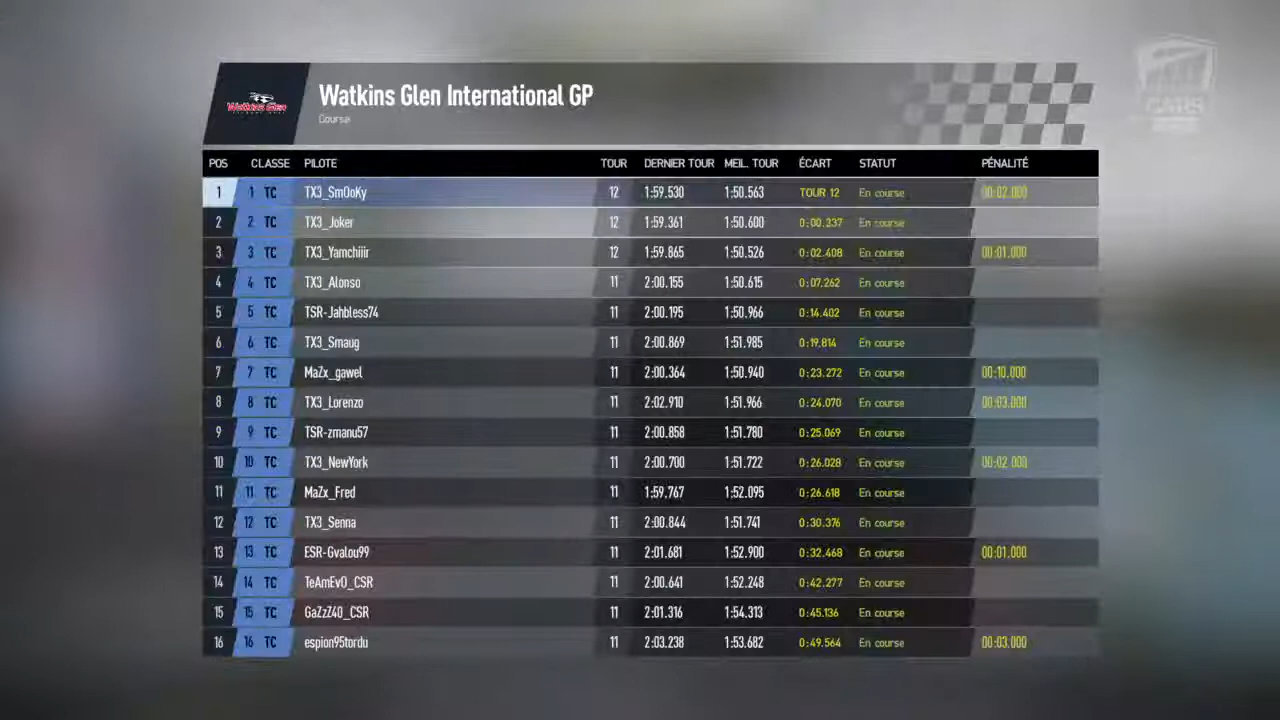 Watkins Glen
Watkins Glen International GP
Course
CARS
POS CLASSE PILOTE TOUR DERNIER TOUR MEIL. TOUR ÉCART STATUT PÉNALITÉ
1 1 TC TX3_SmOoKy 12 1:59.530 1:50.563 TOUR 12 En course 00:02.000
2 2 TC TX3_Joker 12 1:59.361 1:50.600 0:00.237 En course
3 3 TC TX3_Yamchiiir 12 1:59.865 1:50.526 0:02.408 En course 00:01.000
4 4 TC TX3_Alonso 11 2:00.155 1:50.615 0:07.262 En course
5 5 TC TSR-Jahbless74 11 2:00.195 1:50.966 0:14.402 En course
6 6 TC TX3_Smaug 11 2:00.869 1:51.985 0:19.814 En course
7 7 TC MaZx_gawel 11 2:00.364 1:50.940 0:23.272 En course 00:10.000
8 8 TC TX3_Lorenzo 11 2:02.910 1:51.966 0:24.070 En course 00:03.000
9 9 TC TSR-zmanu57 11 2:00.858 1:51.780 0:25.069 En course
10 10 TC TX3_NewYork 11 2:00.700 1:51.722 0:26.028 En course 00:02.000
11 11 TC MaZx_Fred 11 1:59.767 1:52.095 0:26.618 En course
12 12 TC TX3_Senna 11 2:00.844 1:51.741 0:30.376 En course
13 13 TC ESR-Gvalou99 11 2:01.681 1:52.900 0:32.468 En course 00:01.000
14 14 TC TeAmEvO_CSR 11 2:00.641 1:52.248 0:42.277 En course
15 15 TC GaZzZ40_CSR 11 2:01.316 1:54.313 0:45.136 En course
16 16 TC espion95tordu 11 2:03.238 1:53.682 0:49.564 En course 00:03.000